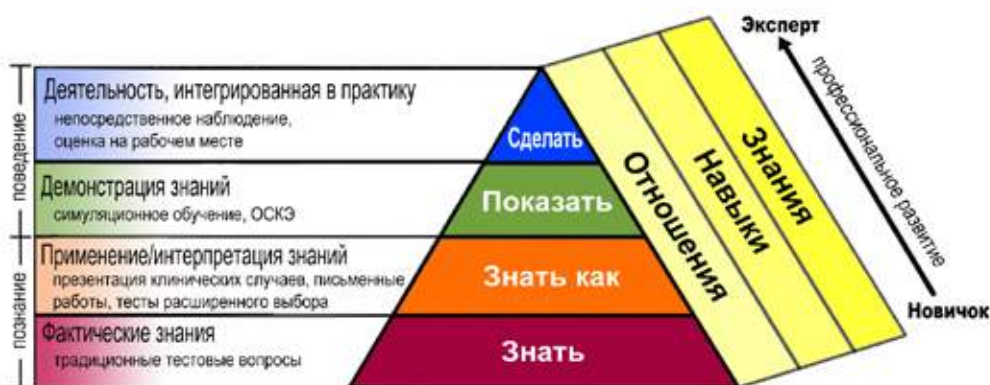 Эксперт
профессиональное развитие
Новичок
поведение
познание
Деятельность, интегрированная в практику
непосредственное наблюдение,
оценка на рабочем месте
Сделать
Демонстрация знаний
симуляционное обучение, ОСКЭ
Показать
Применение/интерпретация знаний
презентация клинических случаев, письменные
работы, тесты расширенного выбора
Знать как
Фактические знания
традиционные тестовые вопросы
Знать
Отношения
Навыки
Знания